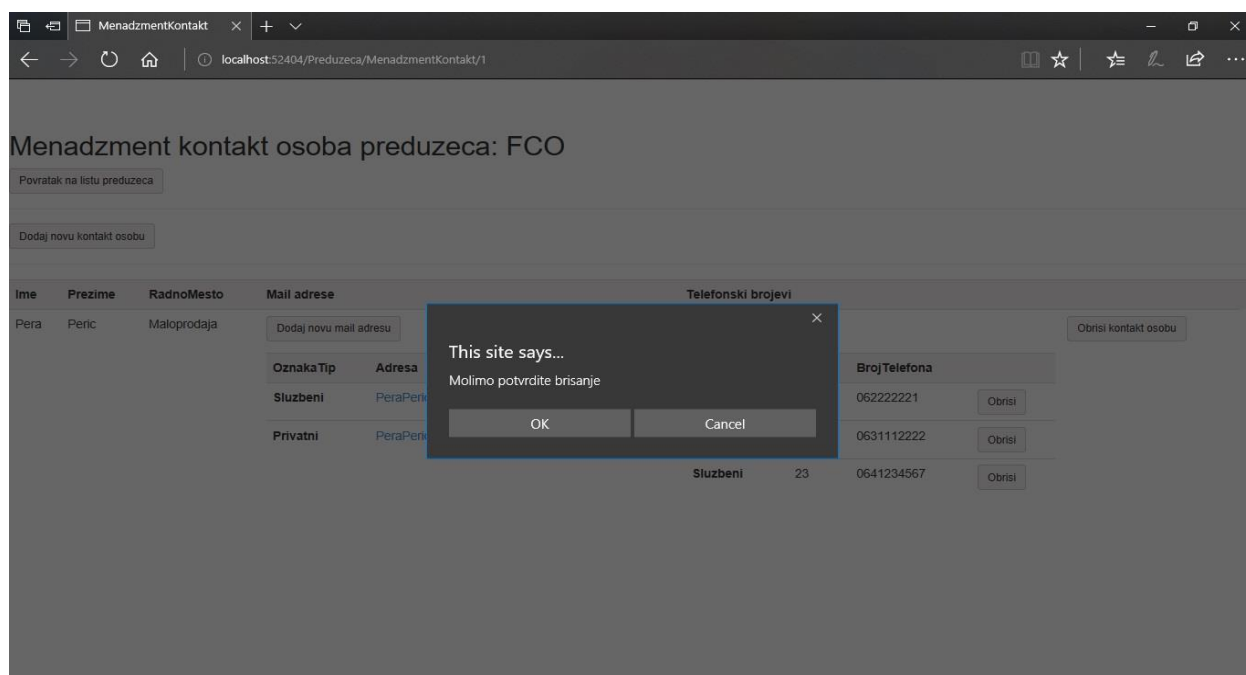 MenadzmentKontakt
localhost:52404/Preduzeca/MenadzmentKontakt/1
Menadzment kontakt osoba preduzeca: FCO
Povratak na listu preduzeca
Dodaj novu kontakt osobu
Ime Prezime RadnoMesto Mail adrese Telefonski brojevi
Pera Peric Maloprodaja Dodaj novu mail adresu Obrisi kontakt osobu
OznakaTip Adresa BrojTelefona
Sluzbeni 062222221 Obrisi
Privatni 0631112222 Obrisi
Sluzbeni 23 0641234567 Obrisi
This site says...
Molimo potvrdite brisanje
OK Cancel